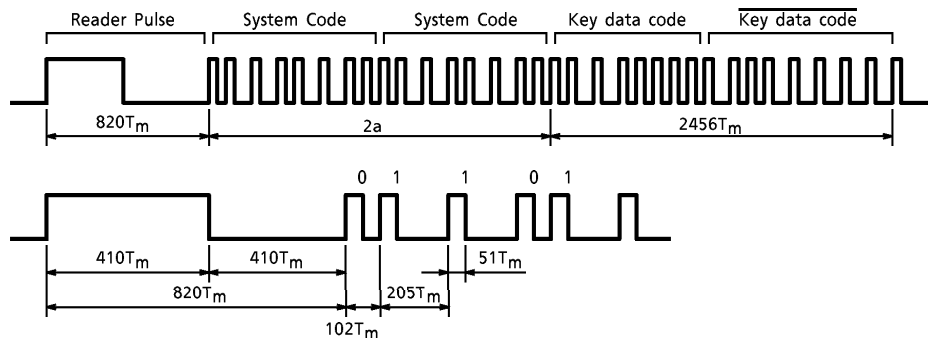 Reader Pulse System Code System Code Key data code Key data code
820Tm 2a 2456Tm
0 1 1 0 1
410Tm 410Tm 51Tm
820Tm 205Tm
102Tm